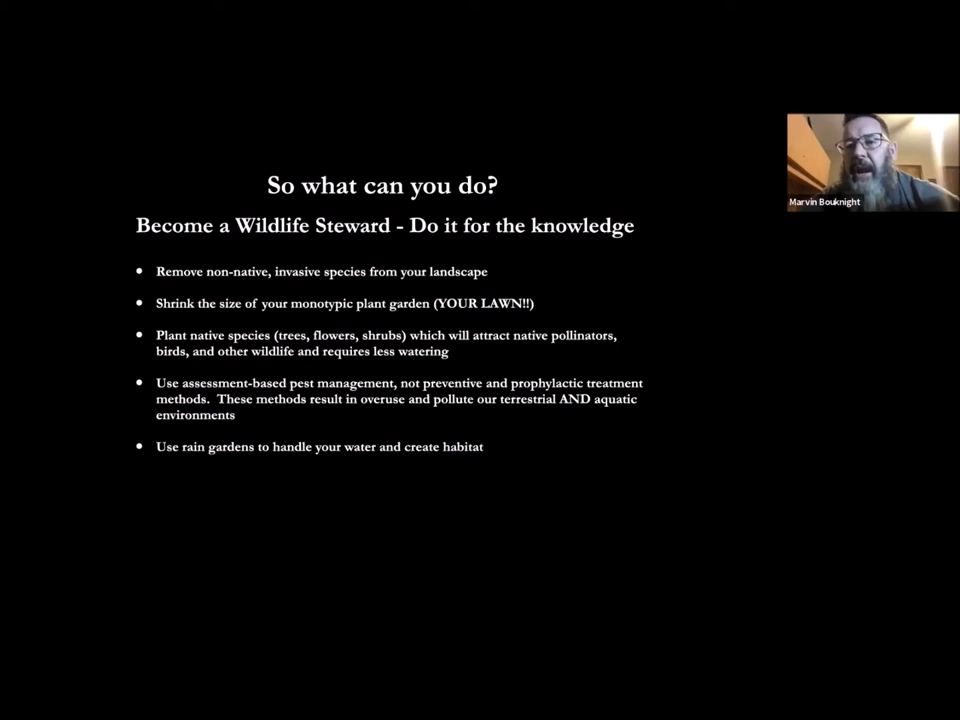 So what can you do?
Become a Wildlife Steward - Do it for the knowledge
Remove non-native, invasive species from your landscape
Shrink the size of your monotypic plant garden (YOUR LAWN!!)
Plant native species (trees, flowers, shrubs) which will attract native pollinators,
birds, and other wildlife and requires less watering
Use assessment-based pest management, not preventive and prophylactic treatment
methods. These methods result in overuse and pollute our terrestrial AND aquatic
environments
Use rain gardens to handle your water and create habitat
Marvin Bouknight